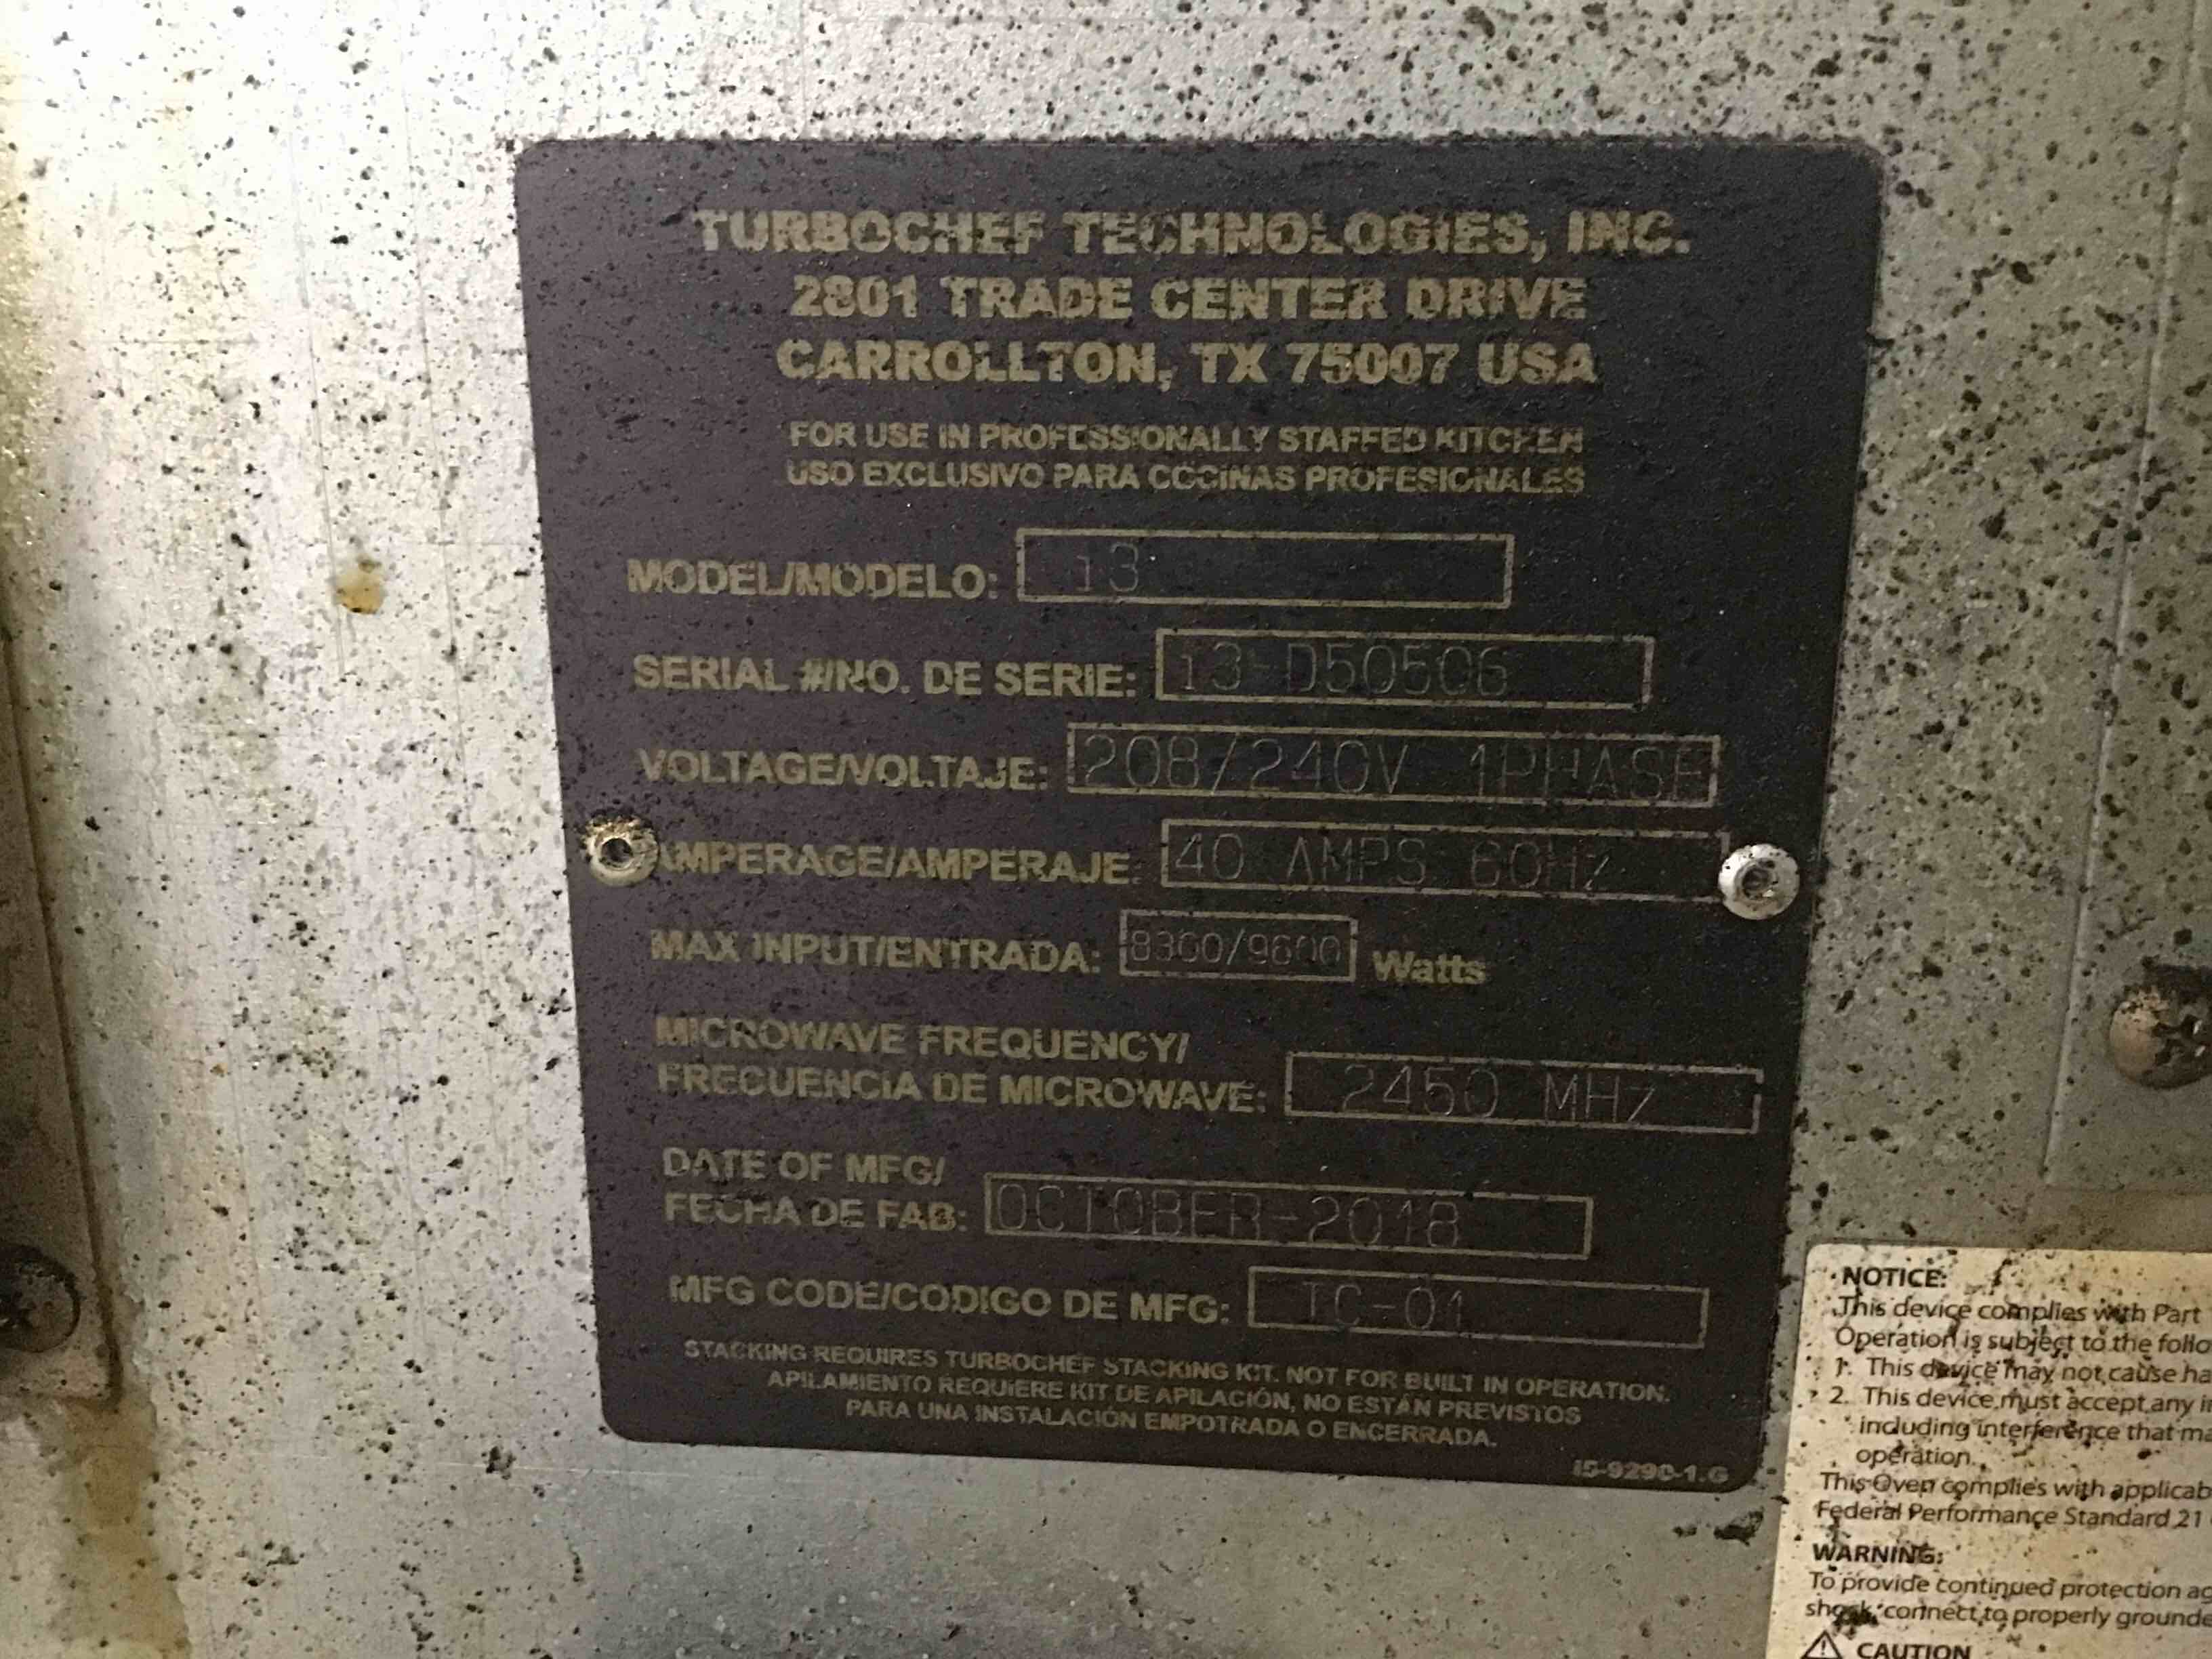 TURBOCHEF TECHNOLOGIES, INC.
2801 TRADE CENTER DRIVE
CARROLLTON, TX 75007 USA
FOR USE IN PROFESSIONALLY STAFFED KITCHEN
USO EXCLUSIVO PARA COCINAS PROFESIONALES
MODEL/MODELO: i3
SERIAL #/NO. DE SERIE: i3-D50506
VOLTAGE/VOLTAJE: 208/240V 1PHASE
AMPERAGE/AMPERAJE: 40 AMPS 60Hz
MAX INPUT/ENTRADA: 8300/9600 Watts
MICROWAVE FREQUENCY/
FRECUENCIA DE MICROWAVE: 2450 MHz
DATE OF MFG/
FECHA DE FAB: OCTOBER-2018
MFG CODE/CODIGO DE MFG: TC-01
STACKING REQUIRES TURBOCHEF STACKING KIT. NOT FOR BUILT IN OPERATION.
APILAMIENTO REQUIERE KIT DE APILACIÓN, NO ESTÁN PREVISTOS
PARA UNA INSTALACIÓN EMPOTRADA O ENCERRADA.
i5-9290-1.G
NOTICE:
This device complies with Part
Operation is subject to the follo
1. This device may not cause ha
2. This device must accept any
including interference that ma
operation.
This Oven complies with applicab
Federal Performance Standard 21
WARNING:
To provide continued protection ag
shock, connect to properly grounde
CAUTION